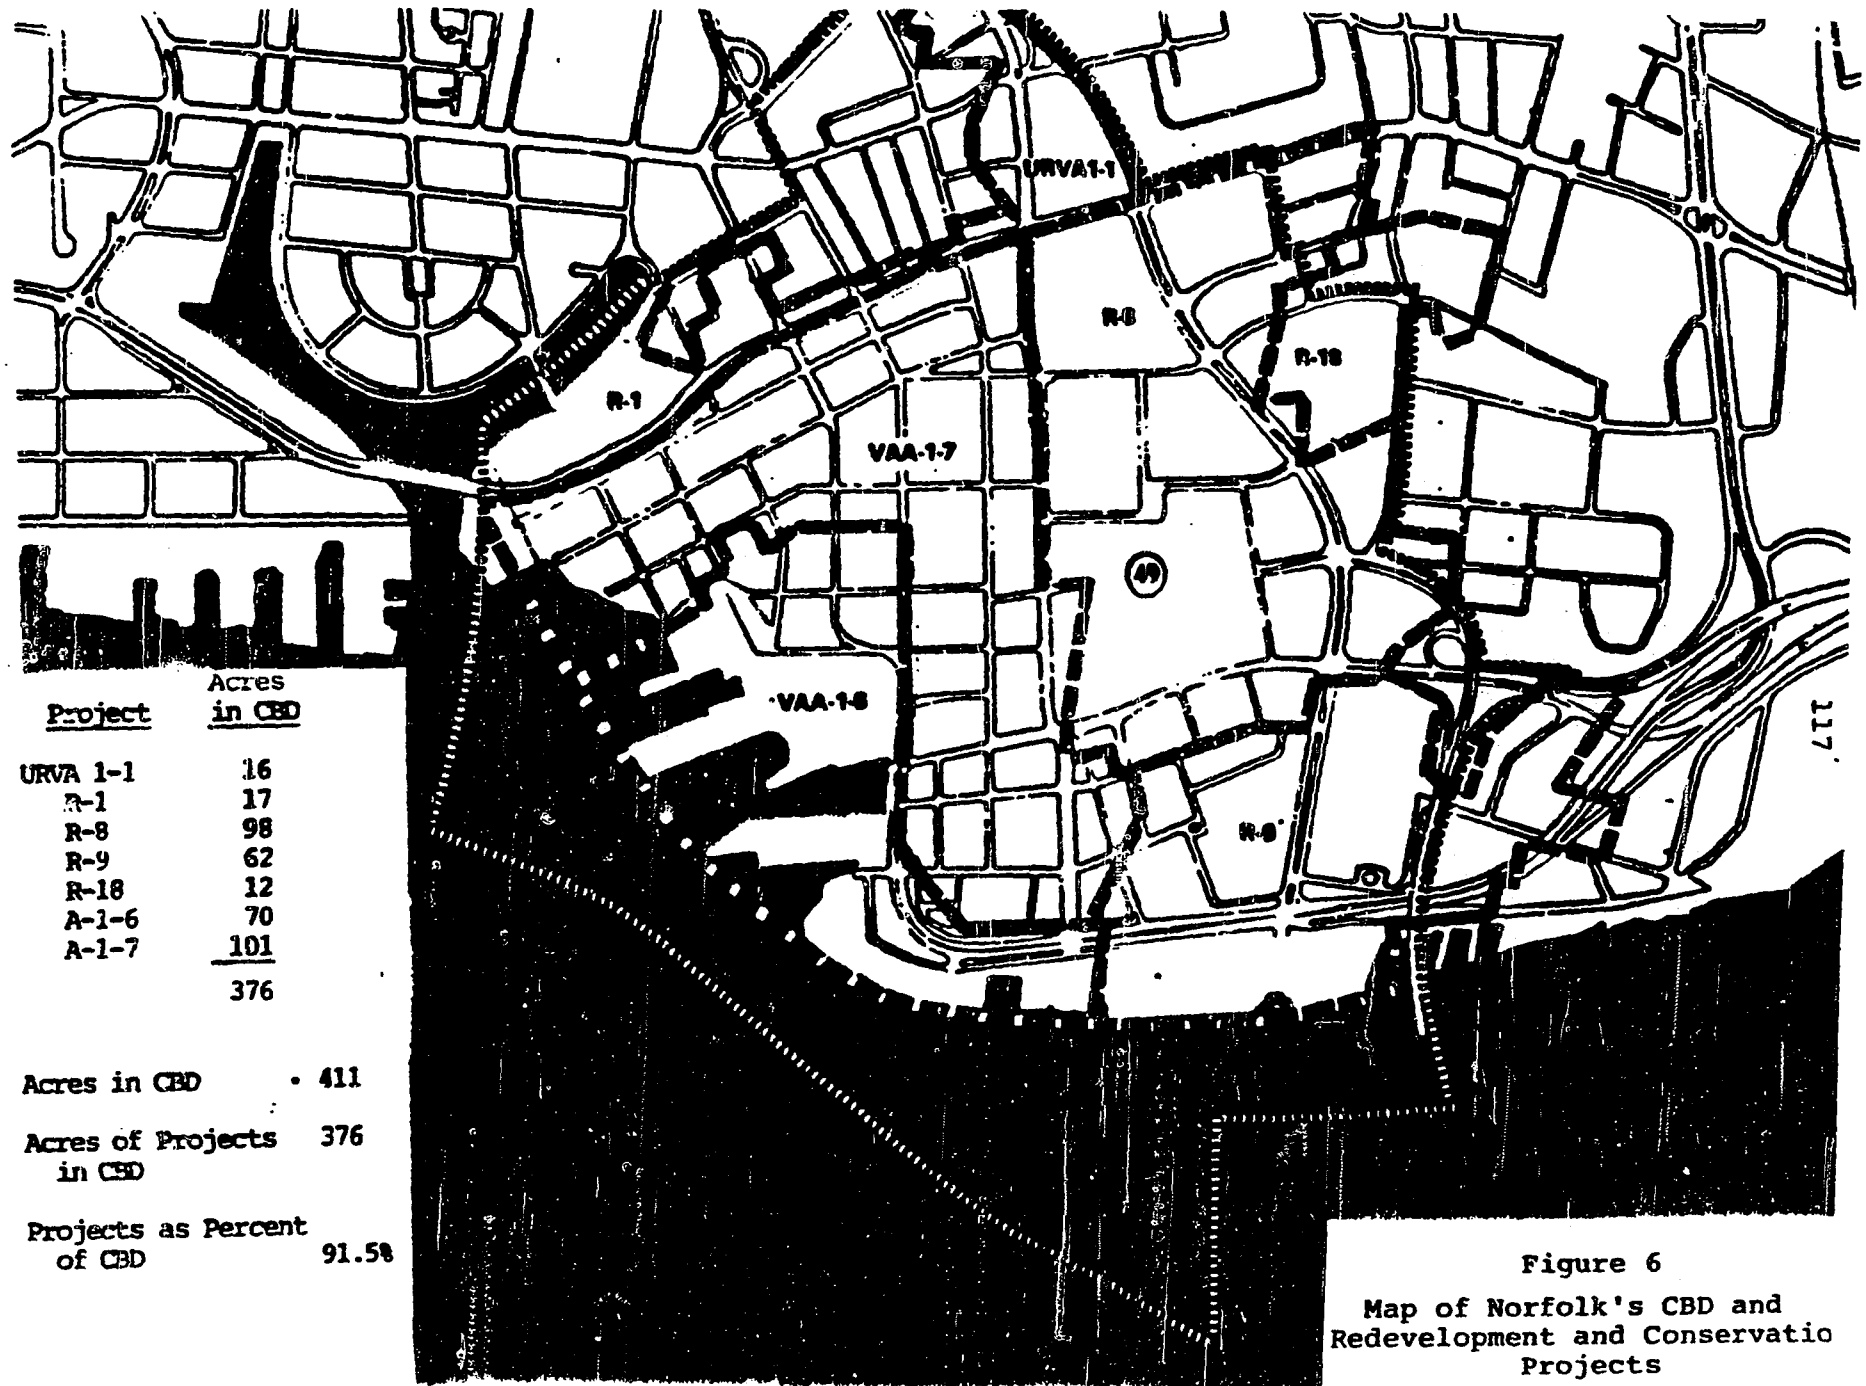 URVA1-1
R-8
R-18
R-1
VAA-1-7
49
VAA-1-6
R-9
117
Acres
Project in CBD
URVA 1-1 16
R-1 17
R-8 98
R-9 62
R-18 12
A-1-6 70
A-1-7 101
376
Acres in CBD 411
Acres of Projects 376
in CBD
Projects as Percent
of CBD 91.5%
Figure 6
Map of Norfolk's CBD and
Redevelopment and Conservatio
Projects